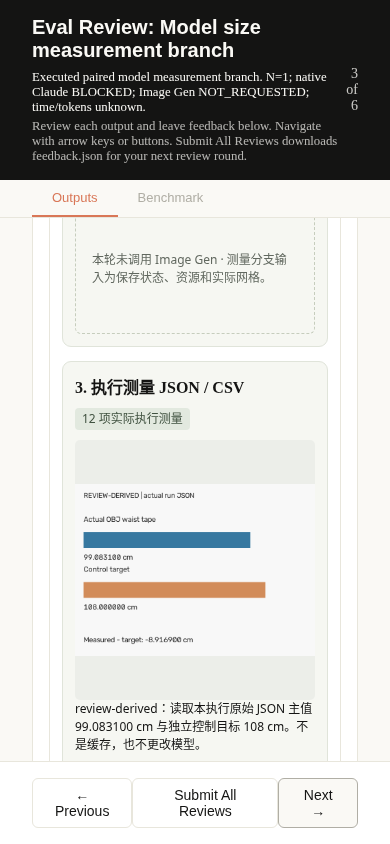 Eval Review: Model size
measurement branch
Executed paired model measurement branch. N=1; native
Claude BLOCKED; Image Gen NOT_REQUESTED;
time/tokens unknown.
3
of
6
Review each output and leave feedback below. Navigate
with arrow keys or buttons. Submit All Reviews downloads
feedback.json for your next review round.
Outputs
Benchmark
本轮未调用 Image Gen · 测量分支输
入为保存状态、资源和实际网格。
3. 执行测量 JSON / CSV
12 项实际执行测量
REVIEW-DERIVED | actual run JSON
Actual OBJ waist tape
99.083100 cm
Control target
108.000000 cm
Measured - target: -8.916900 cm
review-derived：读取本执行原始 JSON 主值
99.083100 cm 与独立控制目标 108 cm。不
是缓存，也不更改模型。
←
Previous
Submit All
Reviews
Next
→